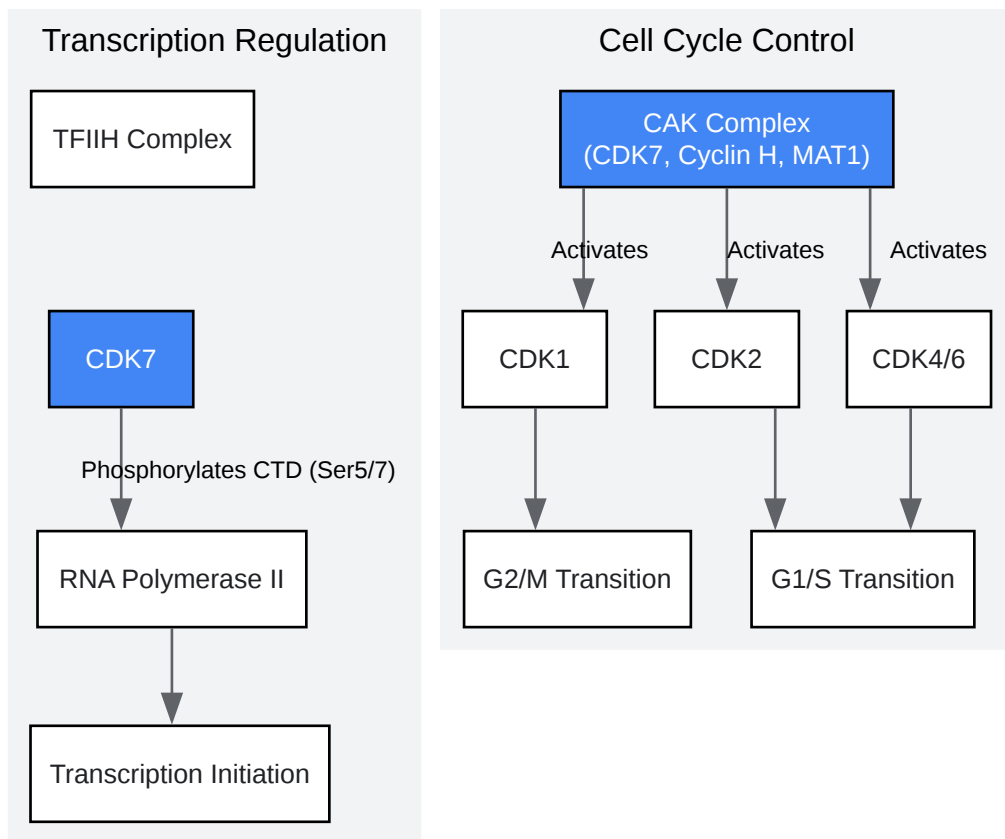 Transcription Regulation
TFIIH Complex
CDK7
Phosphorylates CTD (Ser5/7)
RNA Polymerase II
Transcription Initiation
Cell Cycle Control
CAK Complex
(CDK7, Cyclin H, MAT1)
Activates
Activates
Activates
CDK1
CDK2
CDK4/6
G2/M Transition
G1/S Transition